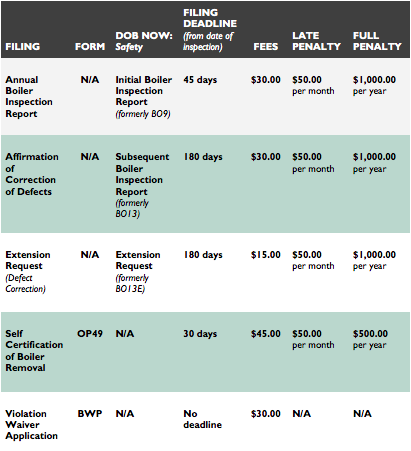 FILING FORM DOB NOW: Safety FILING DEADLINE (from date of inspection) FEES LATE PENALTY FULL PENALTY
Annual Boiler Inspection Report N/A Initial Boiler Inspection Report (formerly BO9) 45 days $30.00 $50.00 per month $1,000.00 per year
Affirmation of Correction of Defects N/A Subsequent Boiler Inspection Report (formerly BO13) 180 days $30.00 $50.00 per month $1,000.00 per year
Extension Request (Defect Correction) N/A Extension Request (formerly BO13E) 180 days $15.00 $50.00 per month $1,000.00 per year
Self Certification of Boiler Removal OP49 N/A 30 days $45.00 $50.00 per month $500.00 per year
Violation Waiver Application BWP N/A No deadline $30.00 N/A N/A